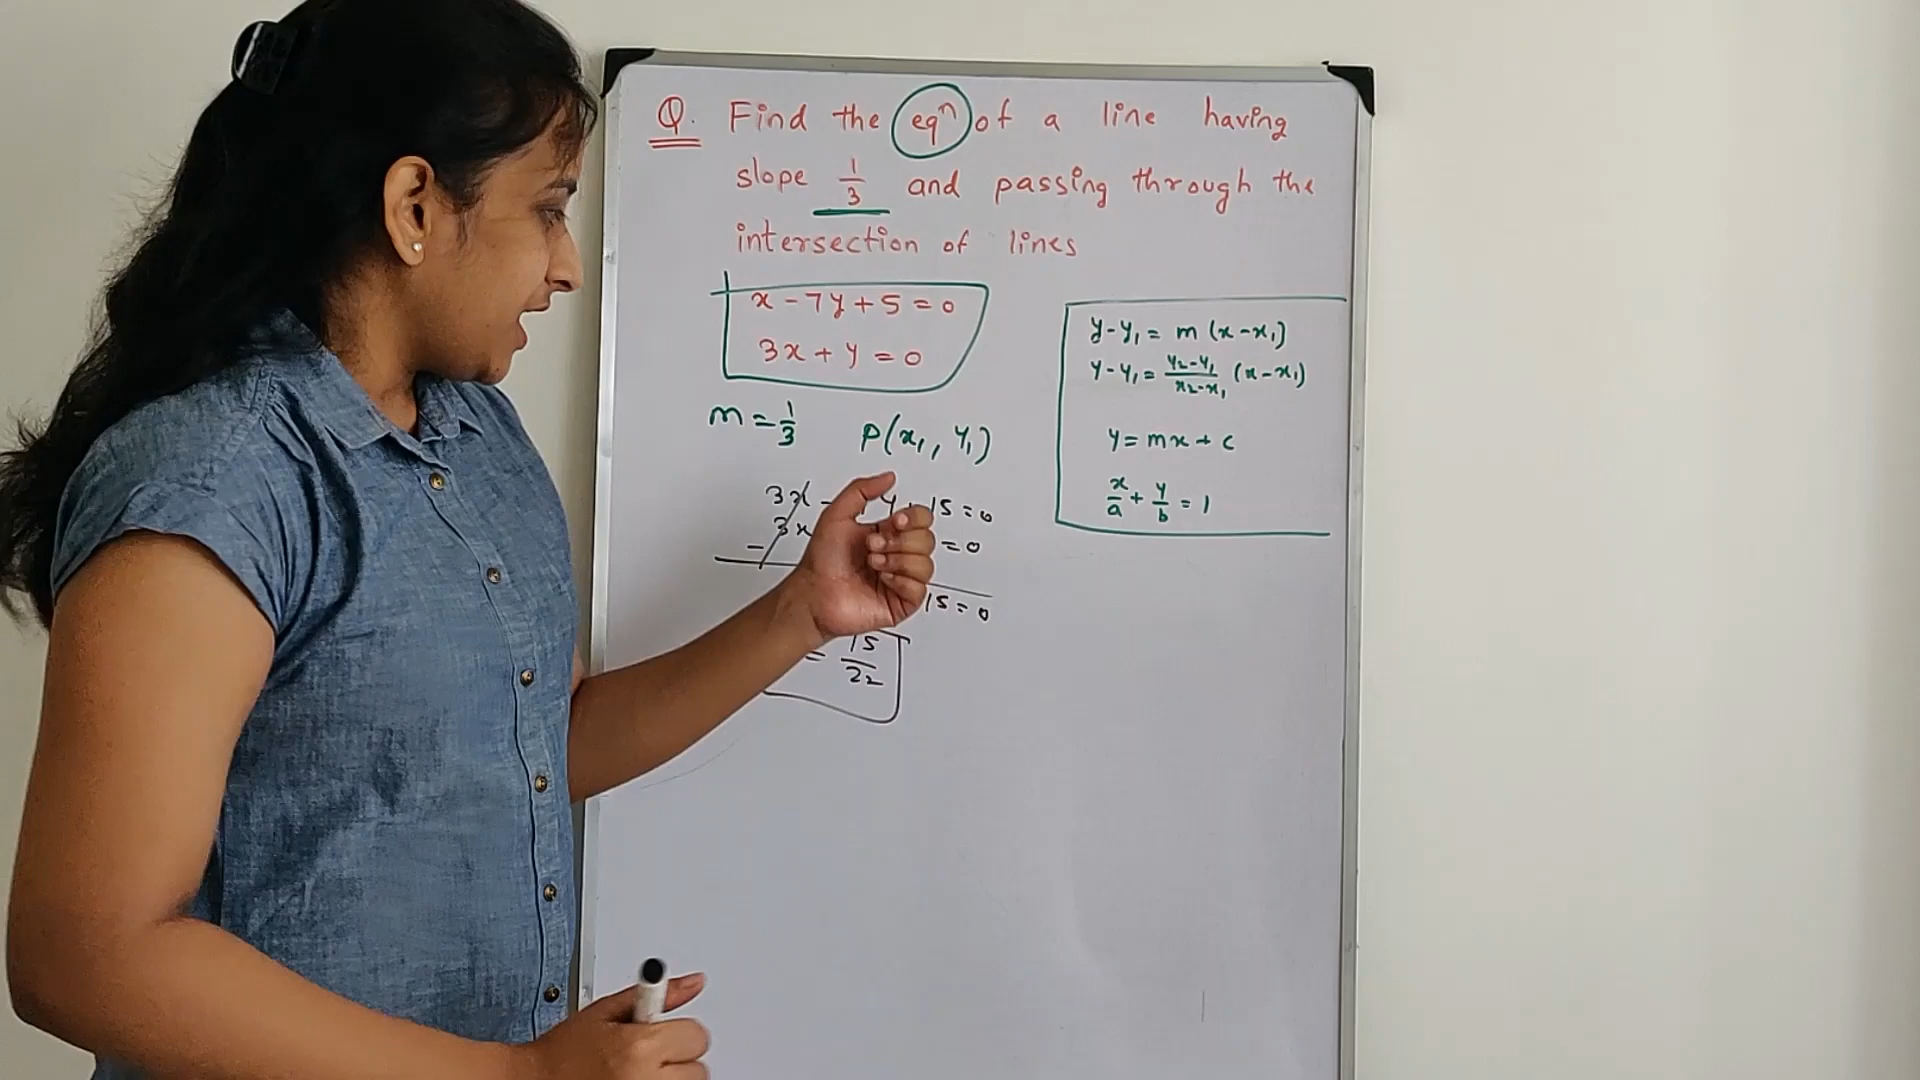 Q. Find the eqⁿ of a line having
slope 1/3 and passing through the
intersection of lines
x - 7y + 5 = 0
3x + y = 0
m = 1/3 P(x₁, y₁)
3x - y + 15 = 0
3x = 0
-
15 = 0
= 15/22
y - y₁ = m (x - x₁)
y - y₁ = y₂ - y₁/x₂ - x₁ (x - x₁)
y = mx + c
x/a + y/b = 1